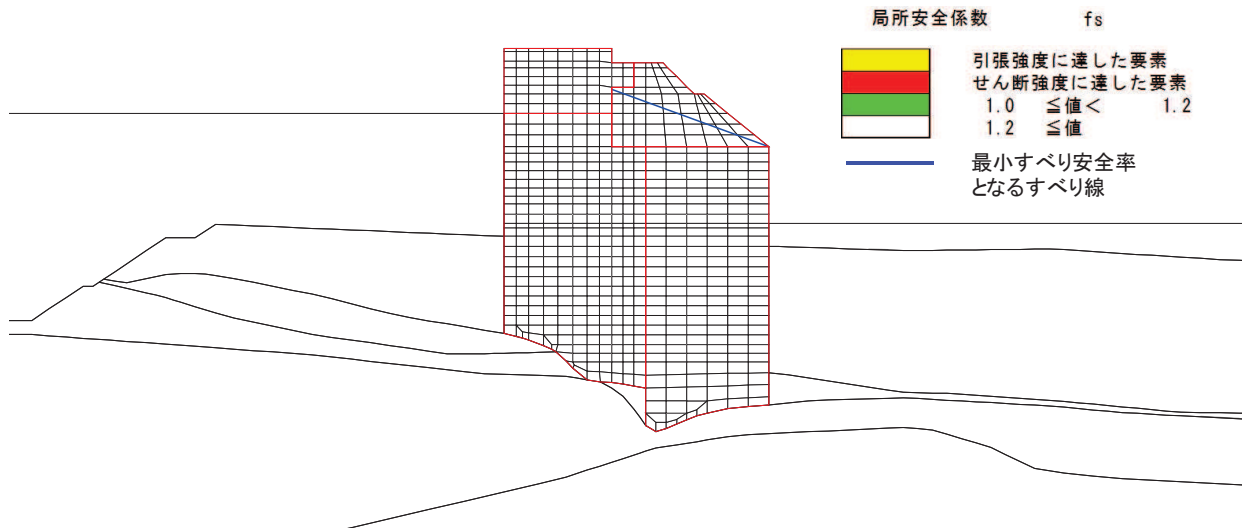 局所安全係数 fs
引張強度に達した要素
せん断強度に達した要素
1.0 ≦値< 1.2
1.2 ≦値
最小すべり安全率
となるすべり線